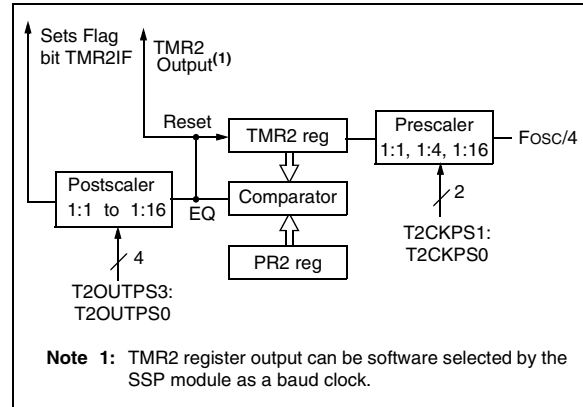 Sets Flag
bit TMR2IF
TMR2
Output(1)
Reset
TMR2 reg
Prescaler
1:1, 1:4, 1:16
FOSC/4
Postscaler
1:1 to 1:16
EQ
Comparator
2
T2CKPS1:
T2CKPS0
4
PR2 reg
T2OUTPS3:
T2OUTPS0
Note 1: TMR2 register output can be software selected by the
SSP module as a baud clock.